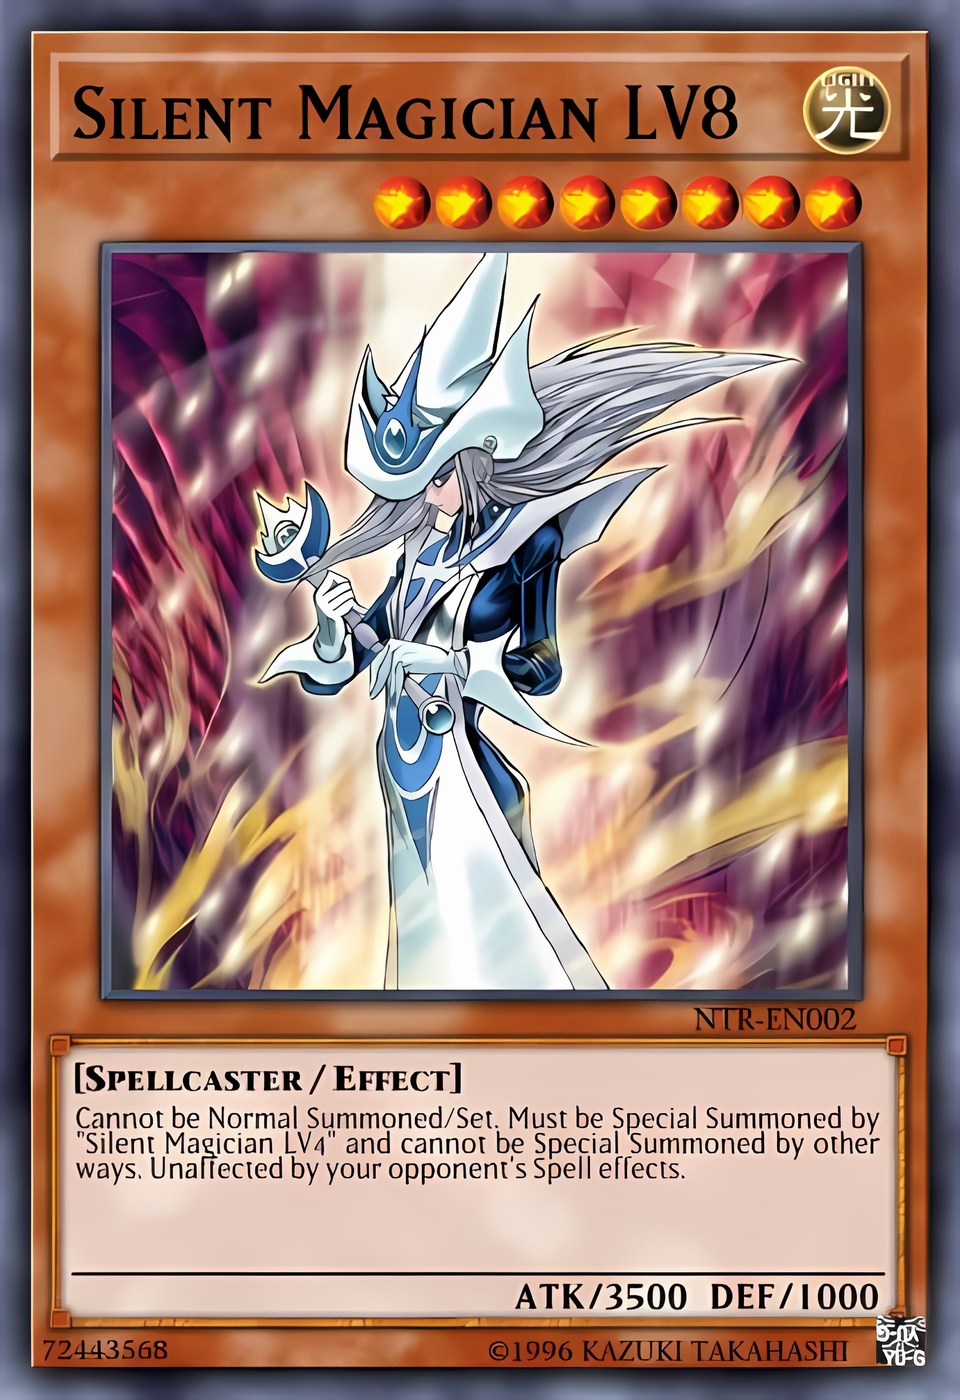 Silent Magician LV8
光
NTR-EN002
[Spellcaster / Effect]
Cannot be Normal Summoned/Set. Must be Special Summoned by
"Silent Magician LV4" and cannot be Special Summoned by other
ways. Unaffected by your opponent's Spell effects.
ATK/3500 DEF/1000
72443568
©1996 KAZUKI TAKAHASHI